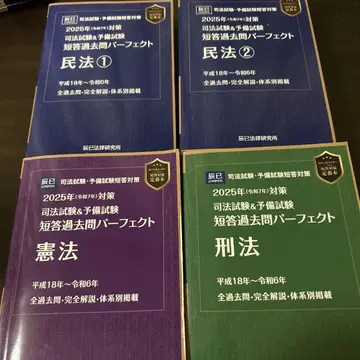 辰已 司法試験・予備試験短答対策
2025年(令和7年)対策
司法試験&予備試験
短答過去問パーフェクト
民法①
平成18年〜令和6年
全過去問・完全解説・体系別掲載
辰已法律研究所
辰已 司法試験・予備試験短答対策
2025年(令和7年)対策
司法試験&予備試験
短答過去問パーフェクト
民法②
平成18年〜令和6年
全過去問・完全解説・体系別掲載
辰已法律研究所
辰已 司法試験・予備試験短答対策
定番本
2025年(令和7年)対策
司法試験&予備試験
短答過去問パーフェクト
憲法
平成18年〜令和6年
全過去問・完全解説・体系別掲載
辰已 司法試験・予備試験短答対策
定番本
2025年(令和7年)対策
司法試験&予備試験
短答過去問パーフェクト
刑法
平成18年〜令和6年
全過去問・完全解説・体系別掲載